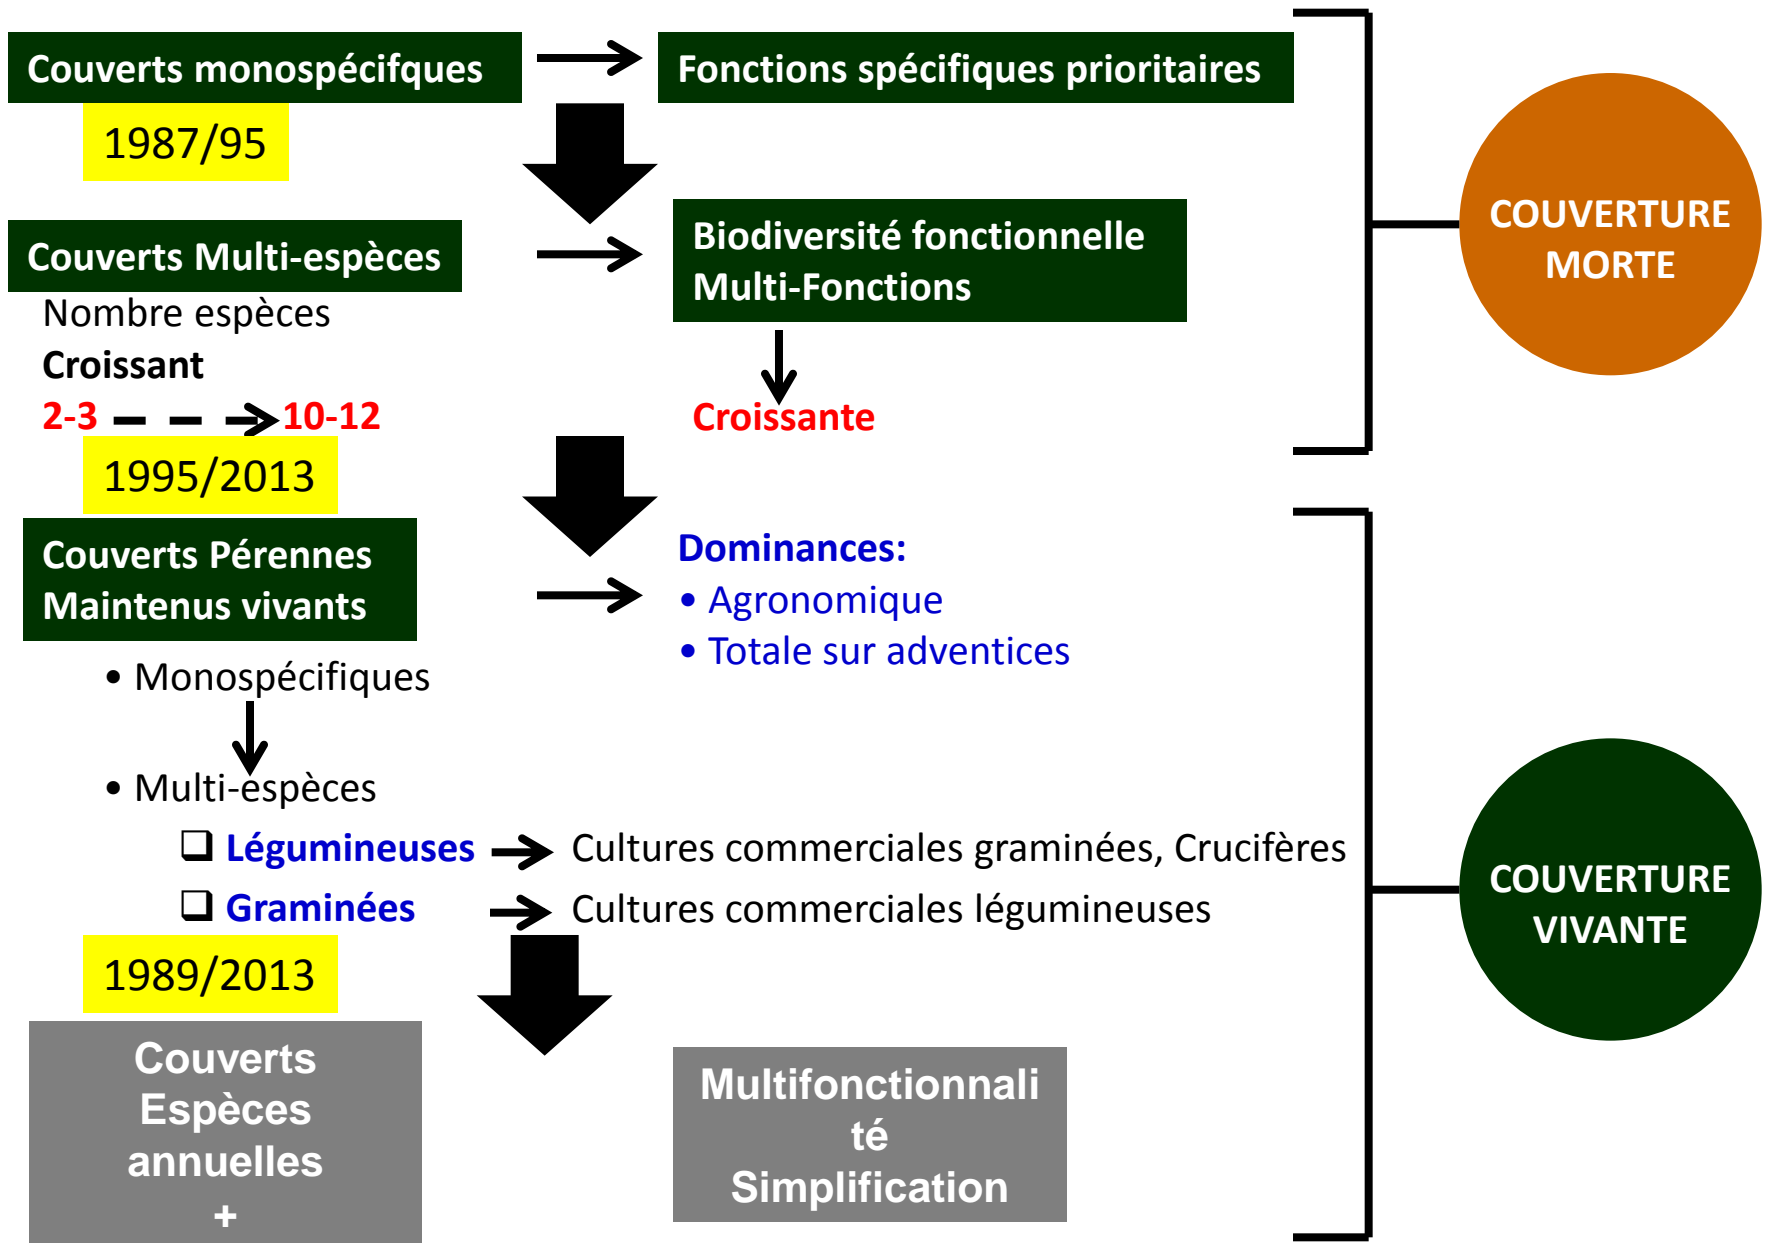 Couverts monospécifques
Fonctions spécifiques prioritaires
1987/95
COUVERTURE
MORTE
Couverts Multi-espèces
Biodiversité fonctionnelle
Multi-Fonctions
Nombre espèces
Croissant
2-3
10-12
Croissante
1995/2013
Couverts Pérennes
Maintenus vivants
Dominances:
• Agronomique
• Totale sur adventices
• Monospécifiques
• Multi-espèces
❑ Légumineuses
Cultures commerciales graminées, Crucifères
❑ Graminées
Cultures commerciales légumineuses
COUVERTURE
VIVANTE
1989/2013
Couverts
Espèces
annuelles
+
Multifonctionnali
té
Simplification